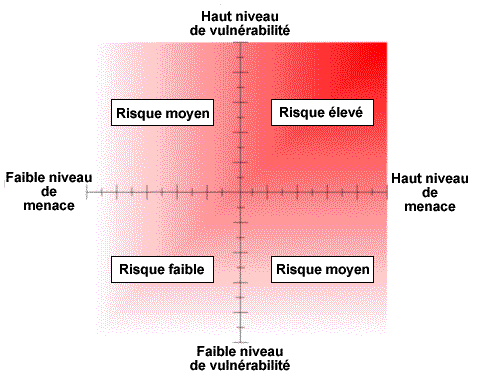 Haut niveau
de vulnérabilité
Risque moyen
Risque élevé
Faible niveau
de
menace
Haut niveau
de
menace
Risque faible
Risque moyen
Faible niveau
de vulnérabilité